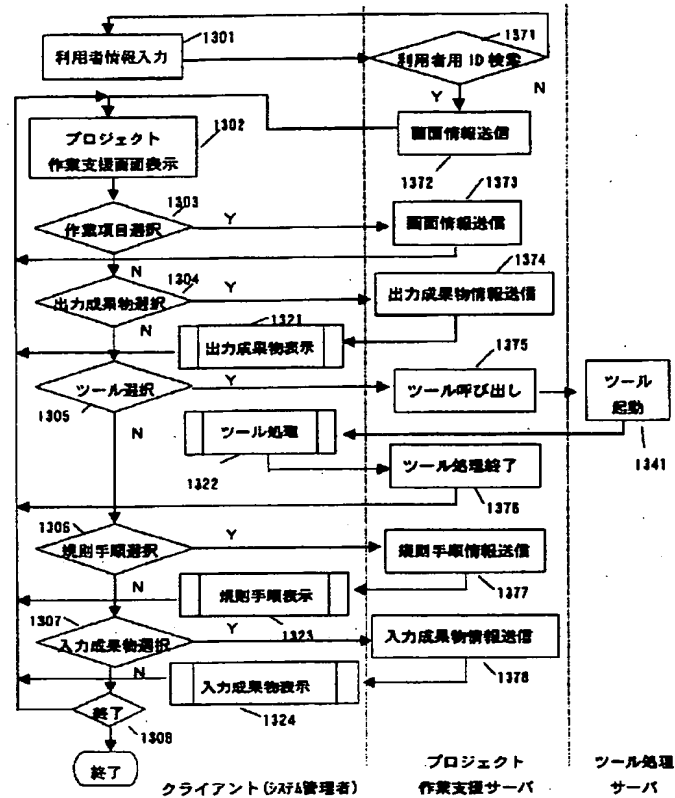 1301
利用者情報入力
1371
利用者用ID検索
Y
N
プロジェクト
作業支援画面表示
1302
画面情報送信
1372
1373
1303
作業項目選択
Y
画面情報送信
N
1304
出力成果物選択
Y
1374
出力成果物情報送信
N
1321
出力成果物表示
1375
ツール選択
Y
1305
ツール呼び出し
ツール
起動
N
ツール処理
1341
1322
ツール処理終了
1376
1306
規則手順選択
Y
規則手順情報送信
N
規則手順表示
1377
1307
1323
入力成果物選択
Y
入力成果物情報送信
N
1378
入力成果物表示
1324
終了
1308
終了
クライアント(システム管理者)
プロジェクト
作業支援サーバ
ツール処理
サーバ